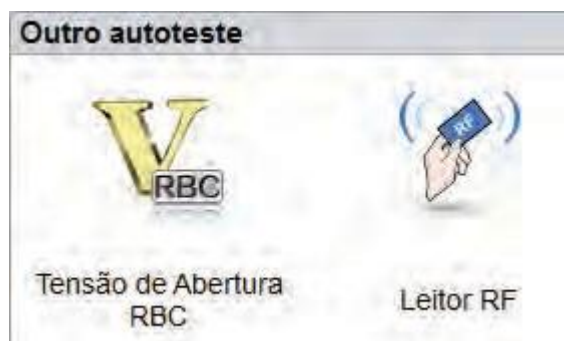 Outro autoteste
RBC
RF
Tensão de Abertura
RBC
Leitor RF